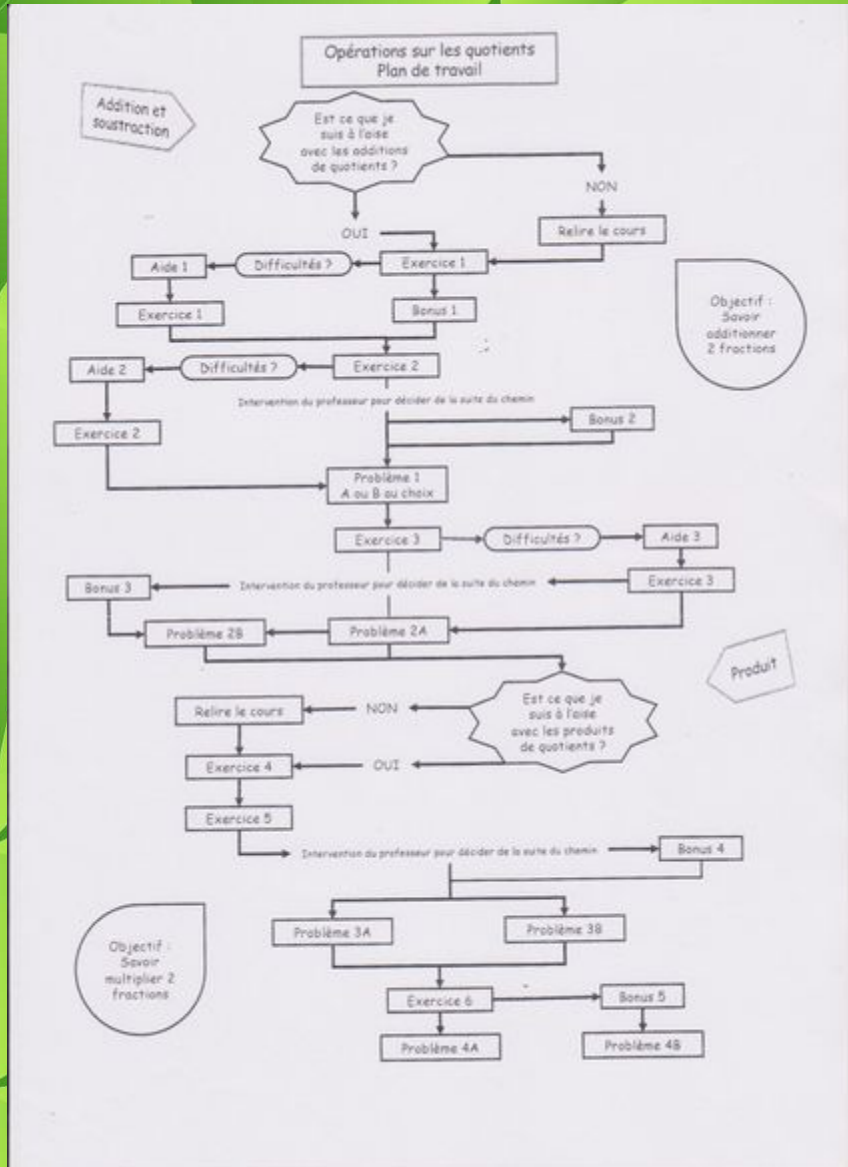 Opérations sur les quotients
Plan de travail
Addition et
soustraction
Est ce que je
suis à l'aise
avec les additions
de quotients ?
NON
OUI
Relire le cours
Aide 1
Difficultés ?
Exercice 1
Exercice 1
Bonus 1
Objectif :
Savoir
additionner
2 fractions
Aide 2
Difficultés ?
Exercice 2
Intervention du professeur pour décider de la suite du chemin
Exercice 2
Bonus 2
Problème 1
A ou B au choix
Exercice 3
Difficultés ?
Aide 3
Bonus 3
Intervention du professeur pour décider de la suite du chemin
Exercice 3
Problème 2B
Problème 2A
Produit
Relire le cours
NON
Est ce que je
suis à l'aise
avec les produits
de quotients ?
Exercice 4
OUI
Exercice 5
Intervention du professeur pour décider de la suite du chemin
Bonus 4
Problème 3A
Problème 3B
Objectif :
Savoir
multiplier 2
fractions
Exercice 6
Bonus 5
Problème 4A
Problème 4B